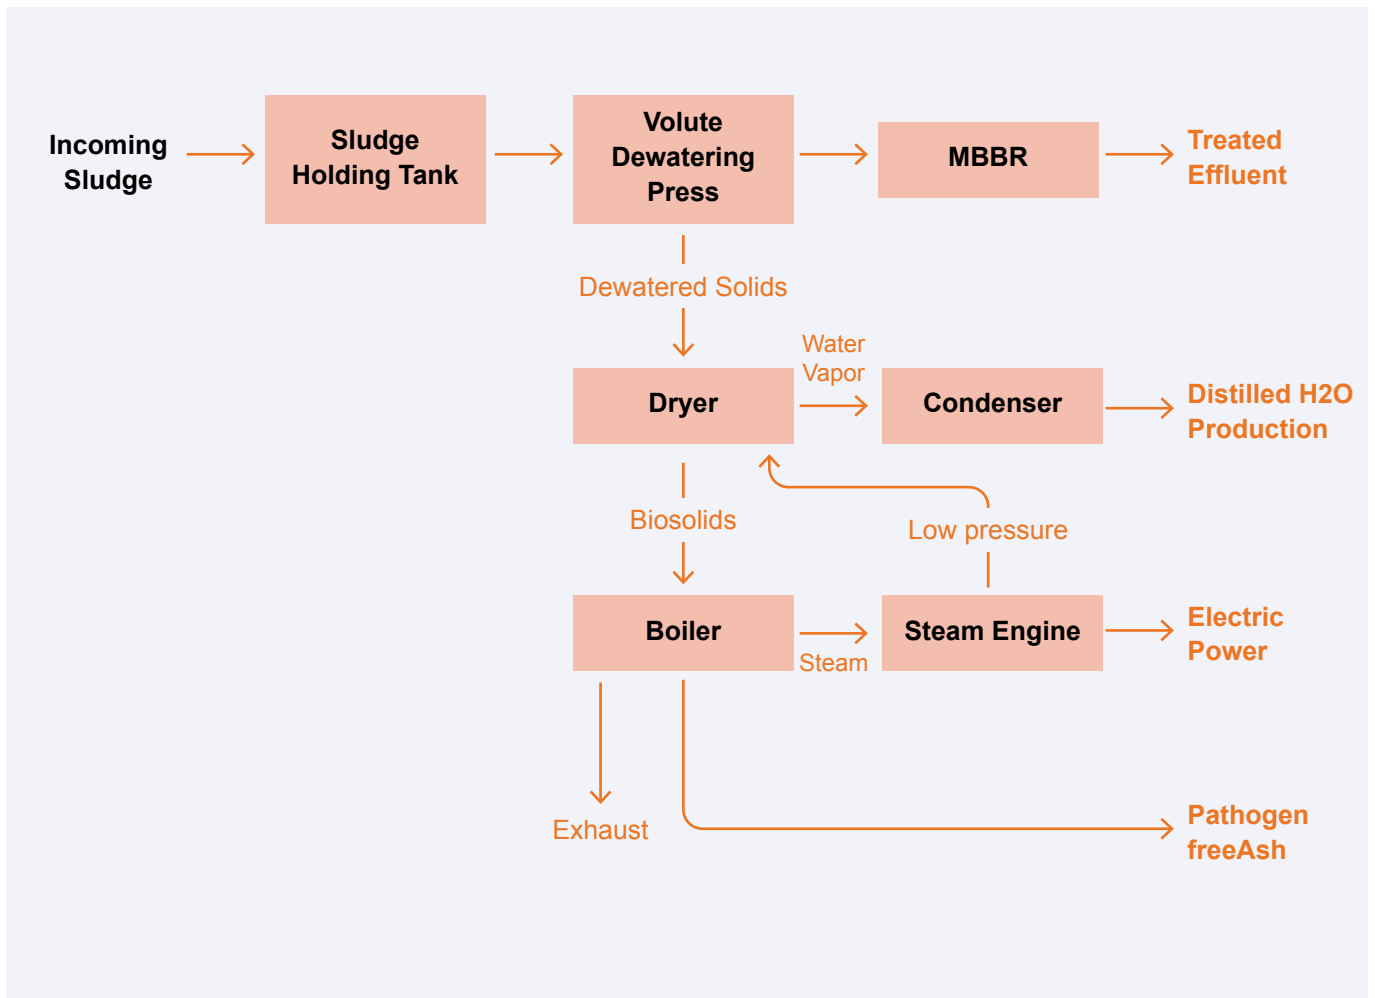 Incoming
Sludge
Sludge
Holding Tank
Volute
Dewatering
Press
MBBR
Treated
Effluent
Dewatered Solids
Water
Vapor
Dryer
Condenser
Distilled H2O
Production
Biosolids
Low pressure
Boiler
Steam
Steam Engine
Electric
Power
Exhaust
Pathogen
freeAsh